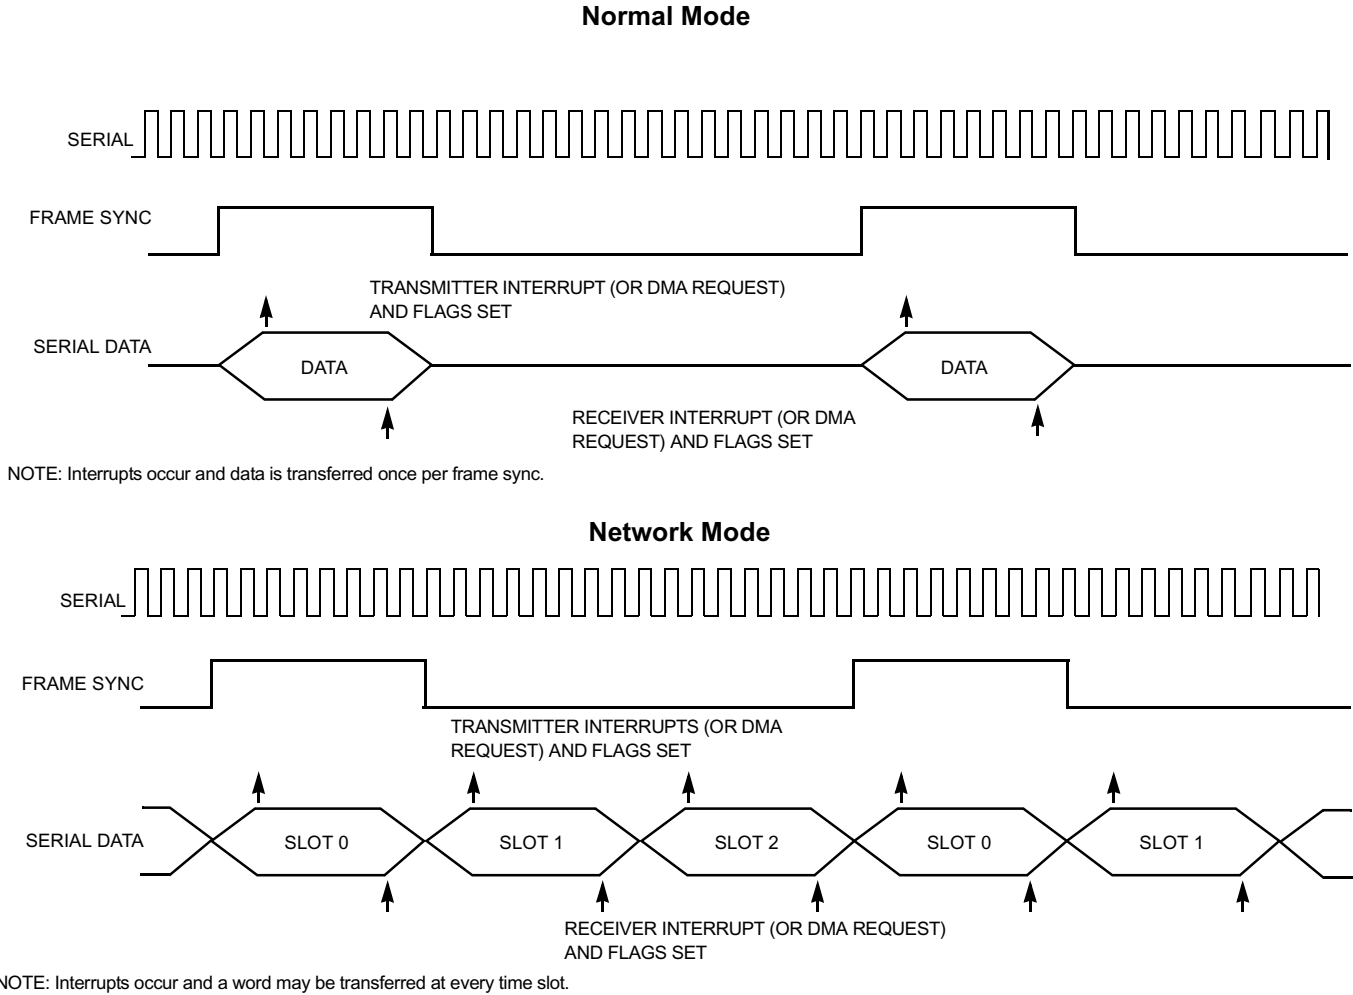 Normal Mode
SERIAL
FRAME SYNC
TRANSMITTER INTERRUPT (OR DMA REQUEST)
AND FLAGS SET
SERIAL DATA
DATA
DATA
RECEIVER INTERRUPT (OR DMA
REQUEST) AND FLAGS SET
NOTE: Interrupts occur and data is transferred once per frame sync.
Network Mode
SERIAL
FRAME SYNC
TRANSMITTER INTERRUPTS (OR DMA
REQUEST) AND FLAGS SET
SERIAL DATA
SLOT 0
SLOT 1
SLOT 2
SLOT 0
SLOT 1
RECEIVER INTERRUPT (OR DMA REQUEST)
AND FLAGS SET
NOTE: Interrupts occur and a word may be transferred at every time slot.